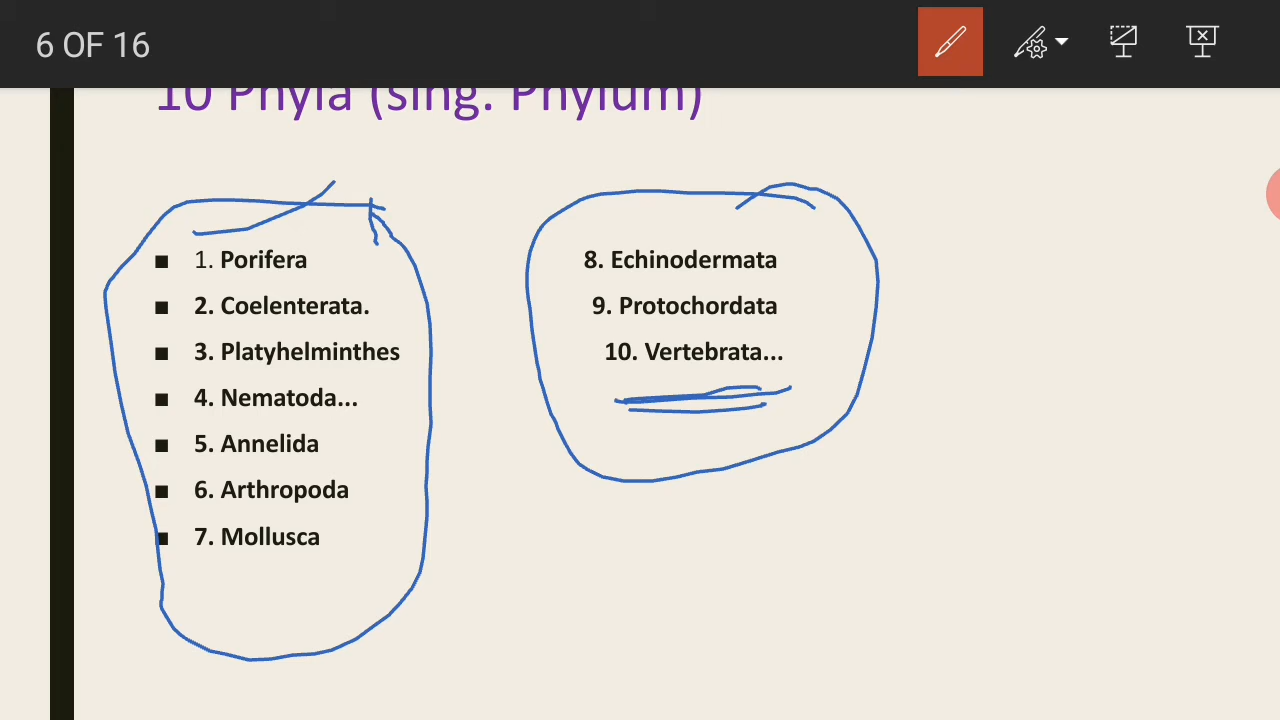 6 OF 16
10 Phyla (sing. Phylum)
1. Porifera
2. Coelenterata.
3. Platyhelminthes
4. Nematoda...
5. Annelida
6. Arthropoda
7. Mollusca
8. Echinodermata
9. Protochordata
10. Vertebrata...